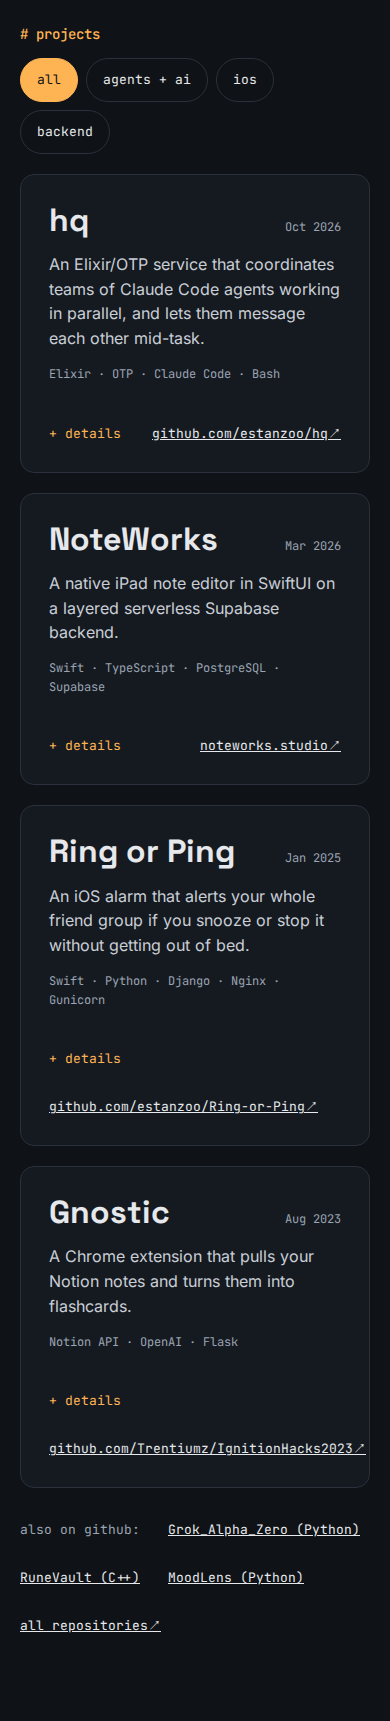 # projects
all
agents + ai
ios
backend
hq
Oct 2026
An Elixir/OTP service that coordinates
teams of Claude Code agents working
in parallel, and lets them message
each other mid-task.
Elixir · OTP · Claude Code · Bash
+ details
github.com/estanzoo/hq↗
NoteWorks
Mar 2026
A native iPad note editor in SwiftUI on
a layered serverless Supabase
backend.
Swift · TypeScript · PostgreSQL ·
Supabase
+ details
noteworks.studio↗
Ring or Ping
Jan 2025
An iOS alarm that alerts your whole
friend group if you snooze or stop it
without getting out of bed.
Swift · Python · Django · Nginx ·
Gunicorn
+ details
github.com/estanzoo/Ring-or-Ping↗
Gnostic
Aug 2023
A Chrome extension that pulls your
Notion notes and turns them into
flashcards.
Notion API · OpenAI · Flask
+ details
github.com/Trentiumz/IgnitionHacks2023↗
also on github: Grok_Alpha_Zero (Python)
RuneVault (C++) MoodLens (Python)
all repositories↗